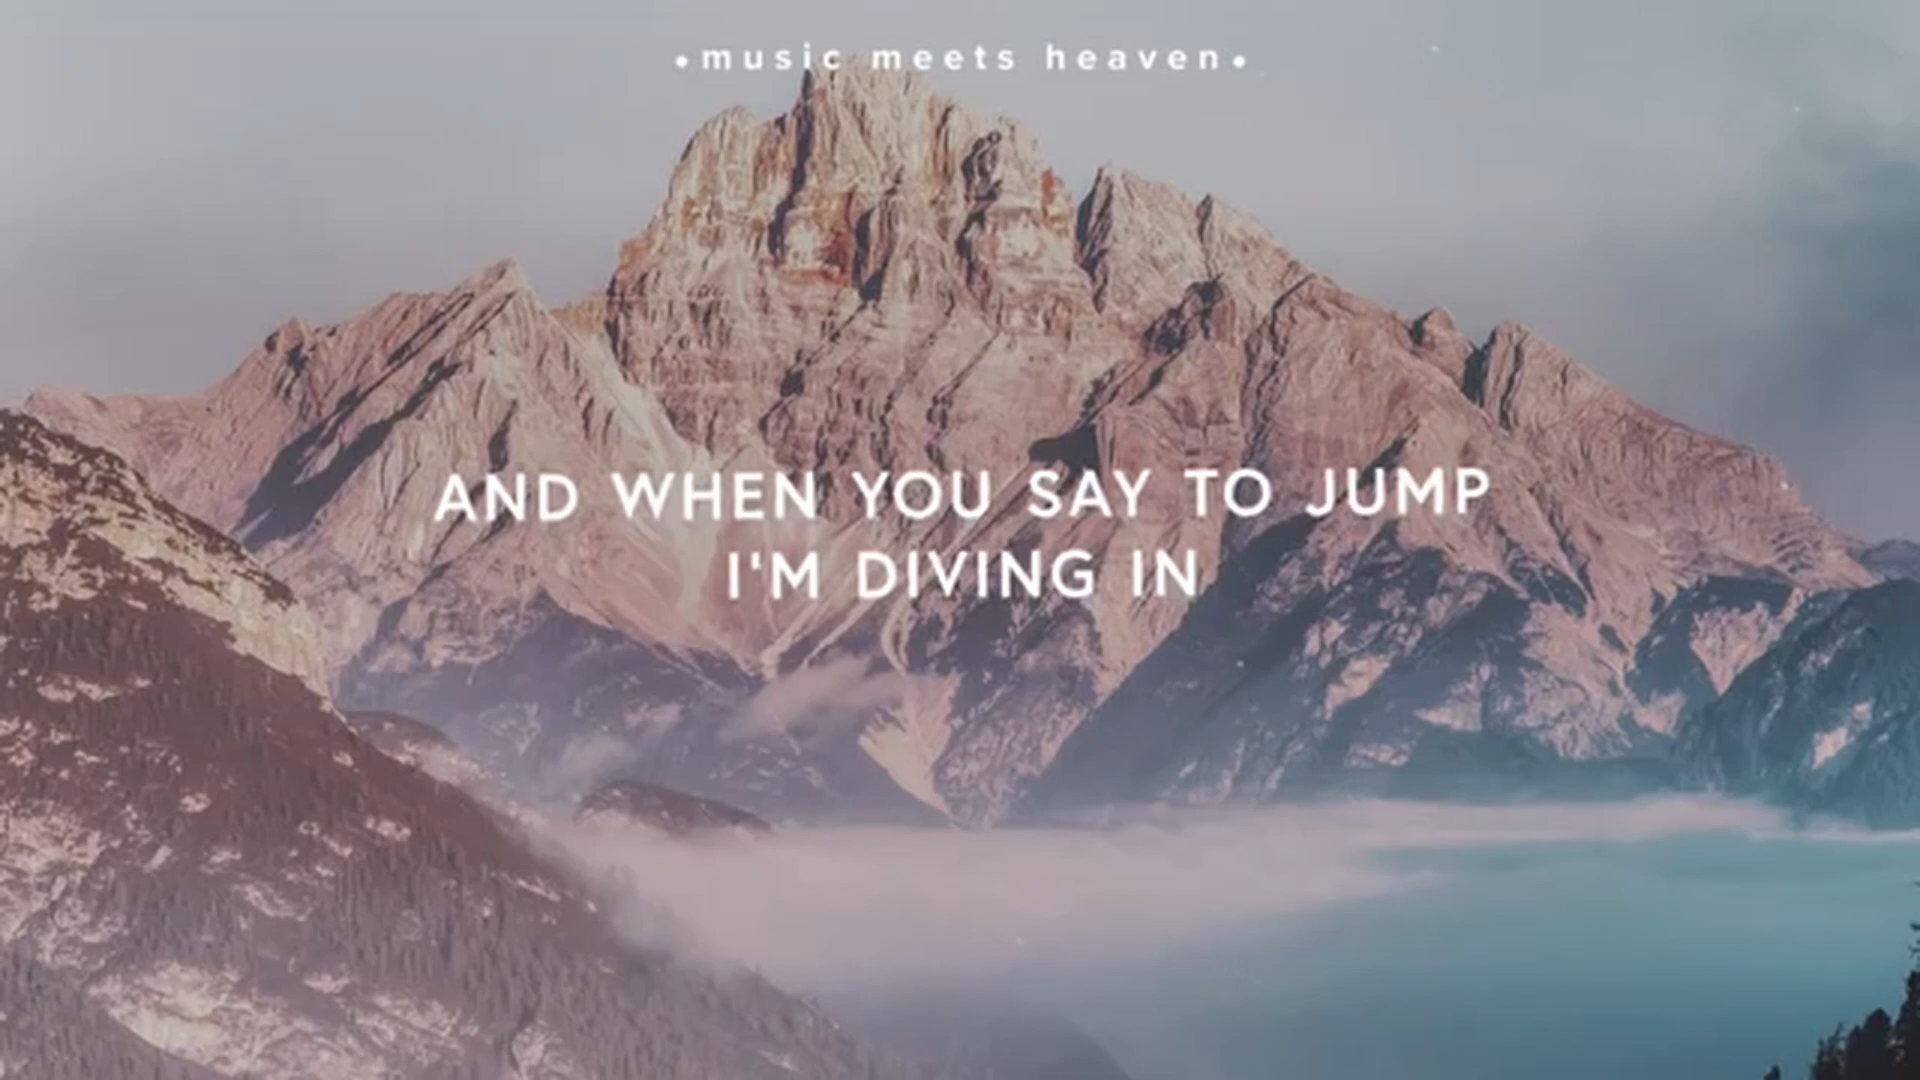 •music meets heaven•
AND WHEN YOU SAY TO JUMP
I'M DIVING IN